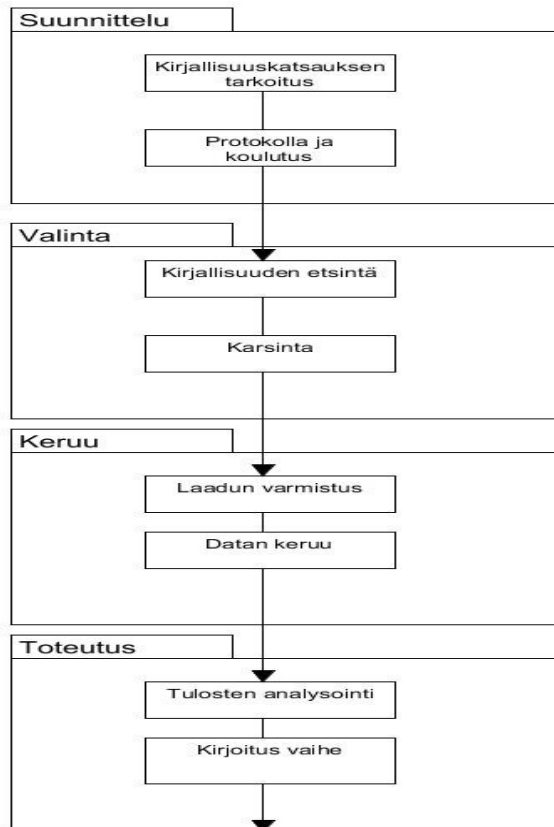 Suunnittelu
Kirjallisuuskatsauksen
tarkoitus
Protokolla ja
koulutus
Valinta
Kirjallisuuden etsintä
Karsinta
Keruu
Laadun varmistus
Datan keruu
Toteutus
Tulosten analysointi
Kirjoitus vaihe